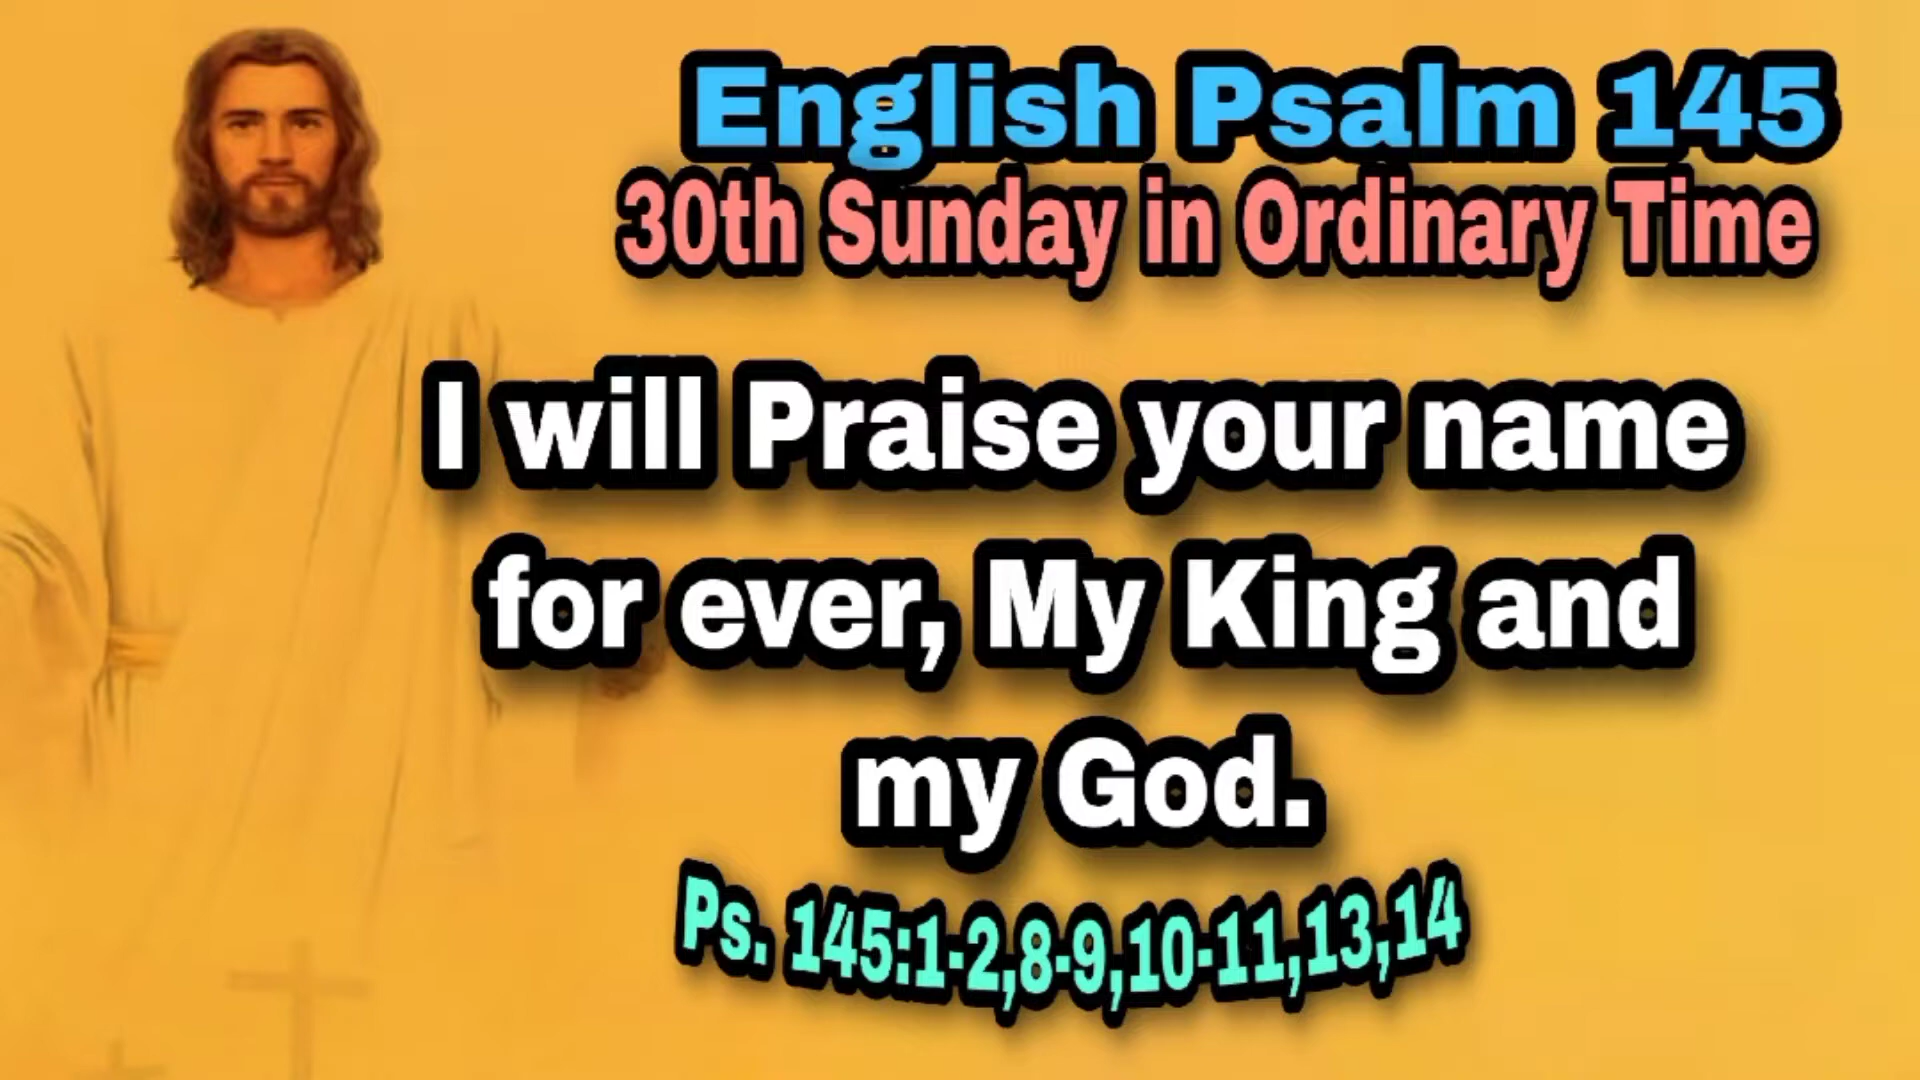 English Psalm 145
30th Sunday in Ordinary Time
I will Praise your name
for ever, My King and
my God.
Ps. 145:1-2,8-9,10-11,13,14